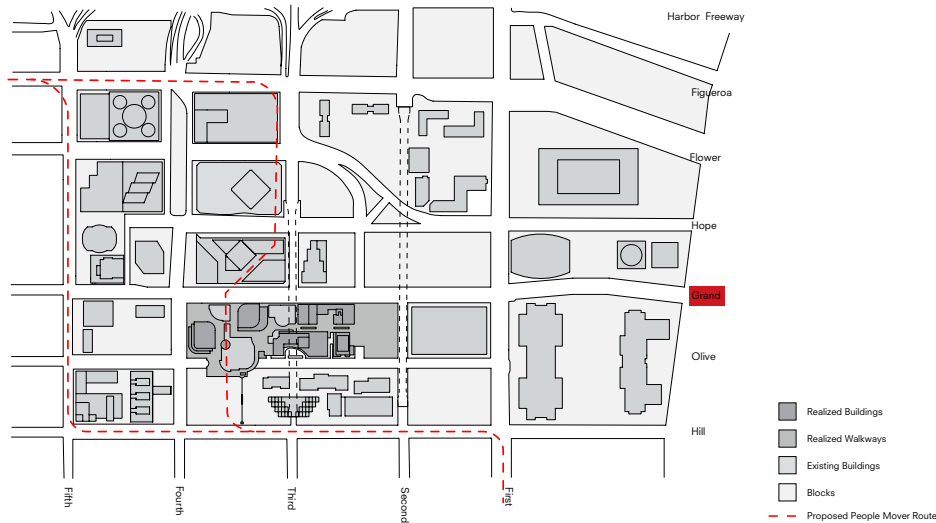 Harbor Freeway
Figueroa
Flower
Hope
Grand
Olive
Hill
Fifth
Fourth
Third
Second
First
Realized Buildings
Realized Walkways
Existing Buildings
Blocks
Proposed People Mover Route